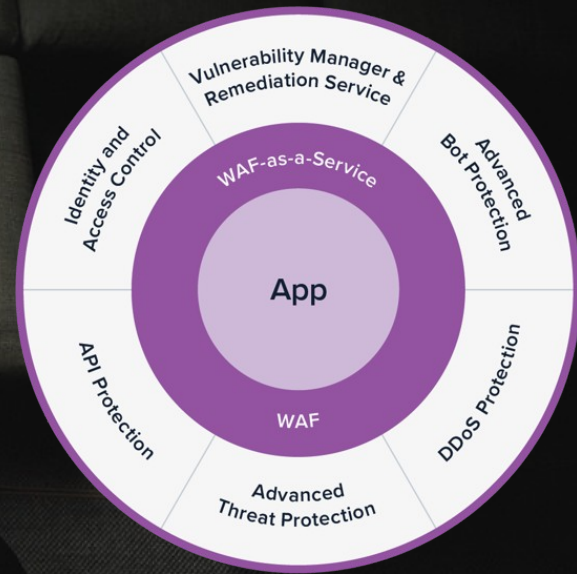 Vulnerability Manager &
Remediation Service
Advanced
Bot Protection
DDoS Protection
Advanced
Threat Protection
API Protection
Identity and
Access Control
WAF-as-a-Service
App
WAF